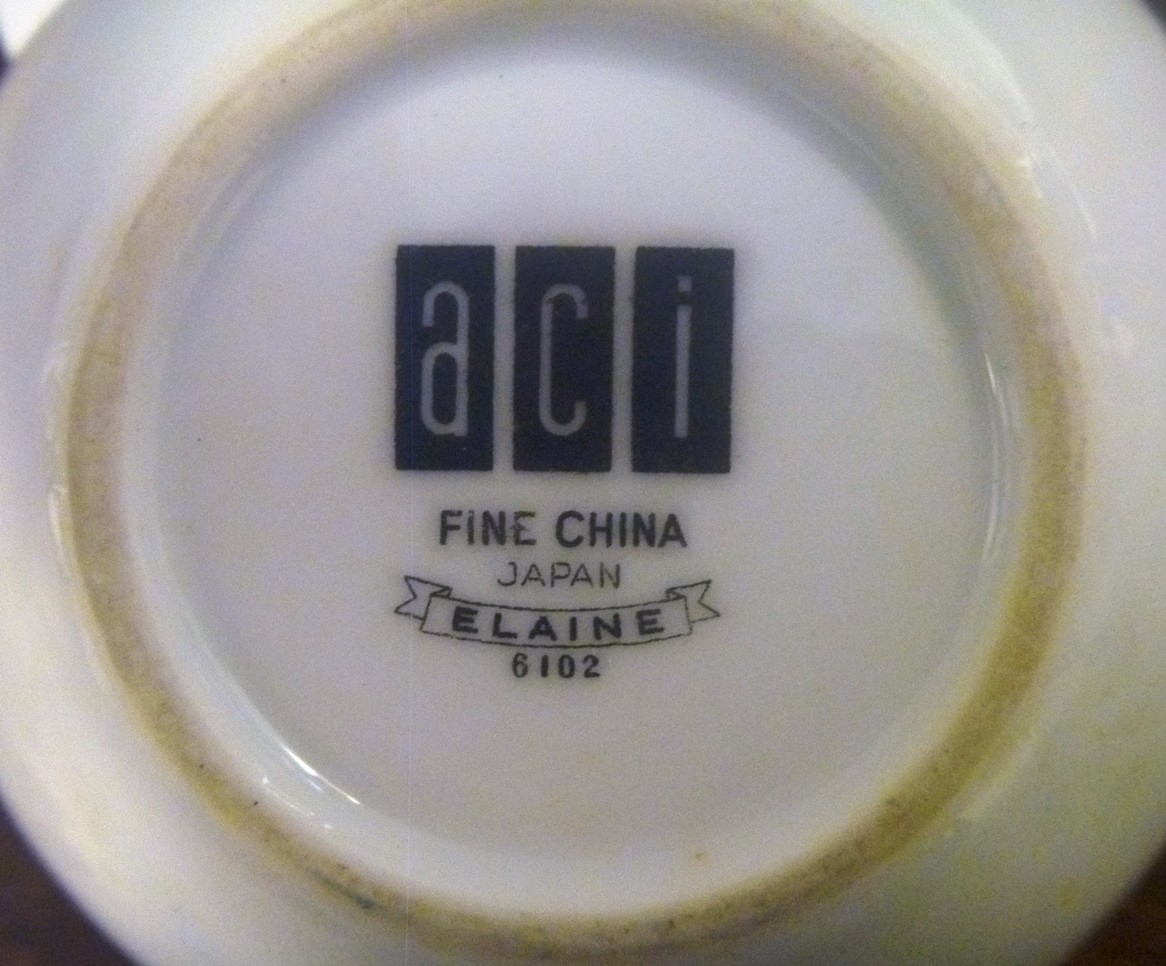 aci
FINE CHINA
JAPAN
ELAINE
6102